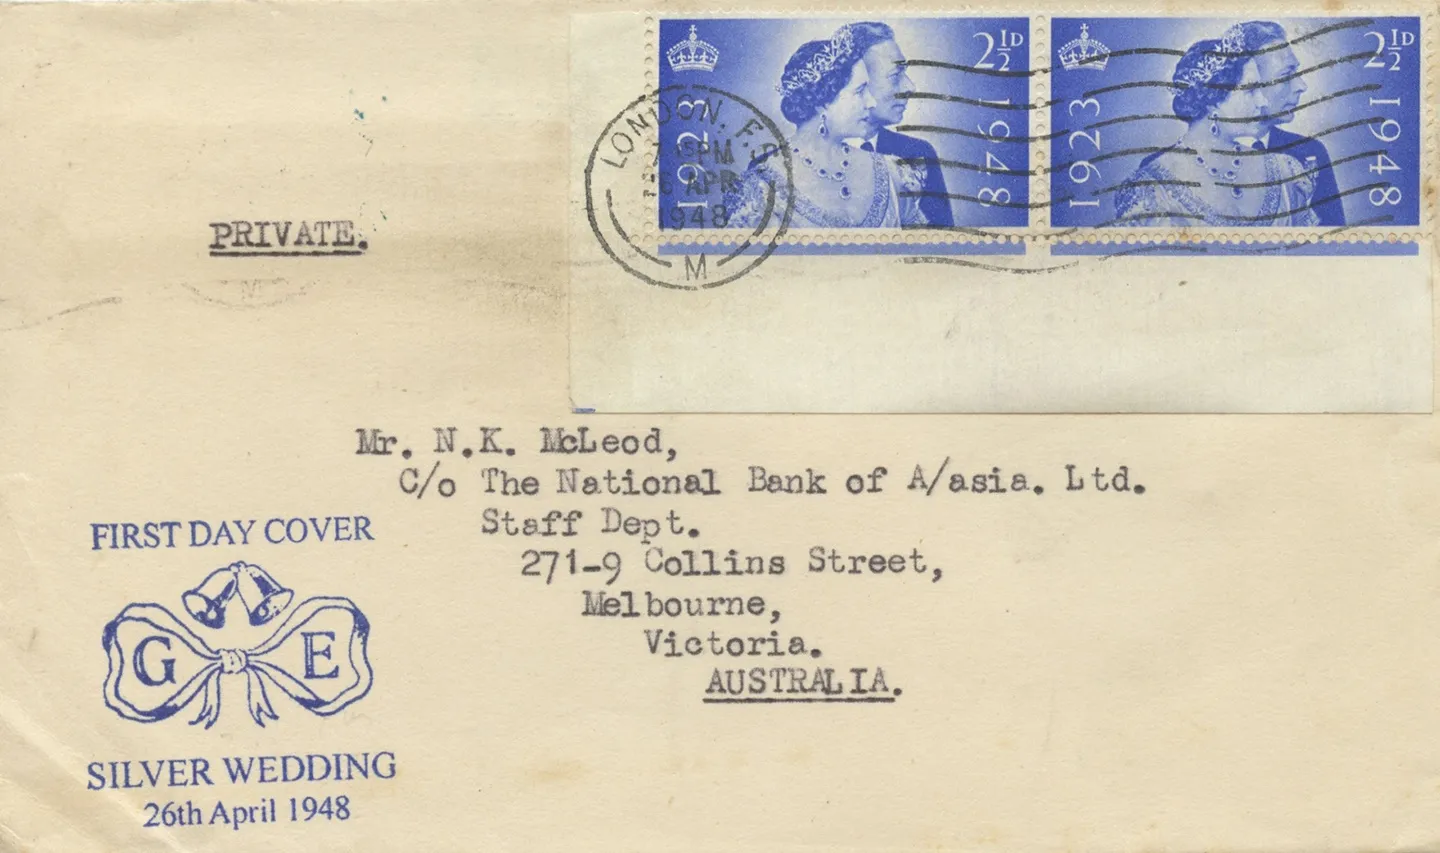 2½D
1923
1948
2½D
1923
1948
LONDON, F.S
PM
APR
1948
M
PRIVATE.
M
Mr. N.K. McLeod,
C/o The National Bank of A/asia. Ltd.
Staff Dept.
271-9 Collins Street,
Melbourne,
Victoria.
AUSTRALIA.
FIRST DAY COVER
G E
SILVER WEDDING
26th April 1948